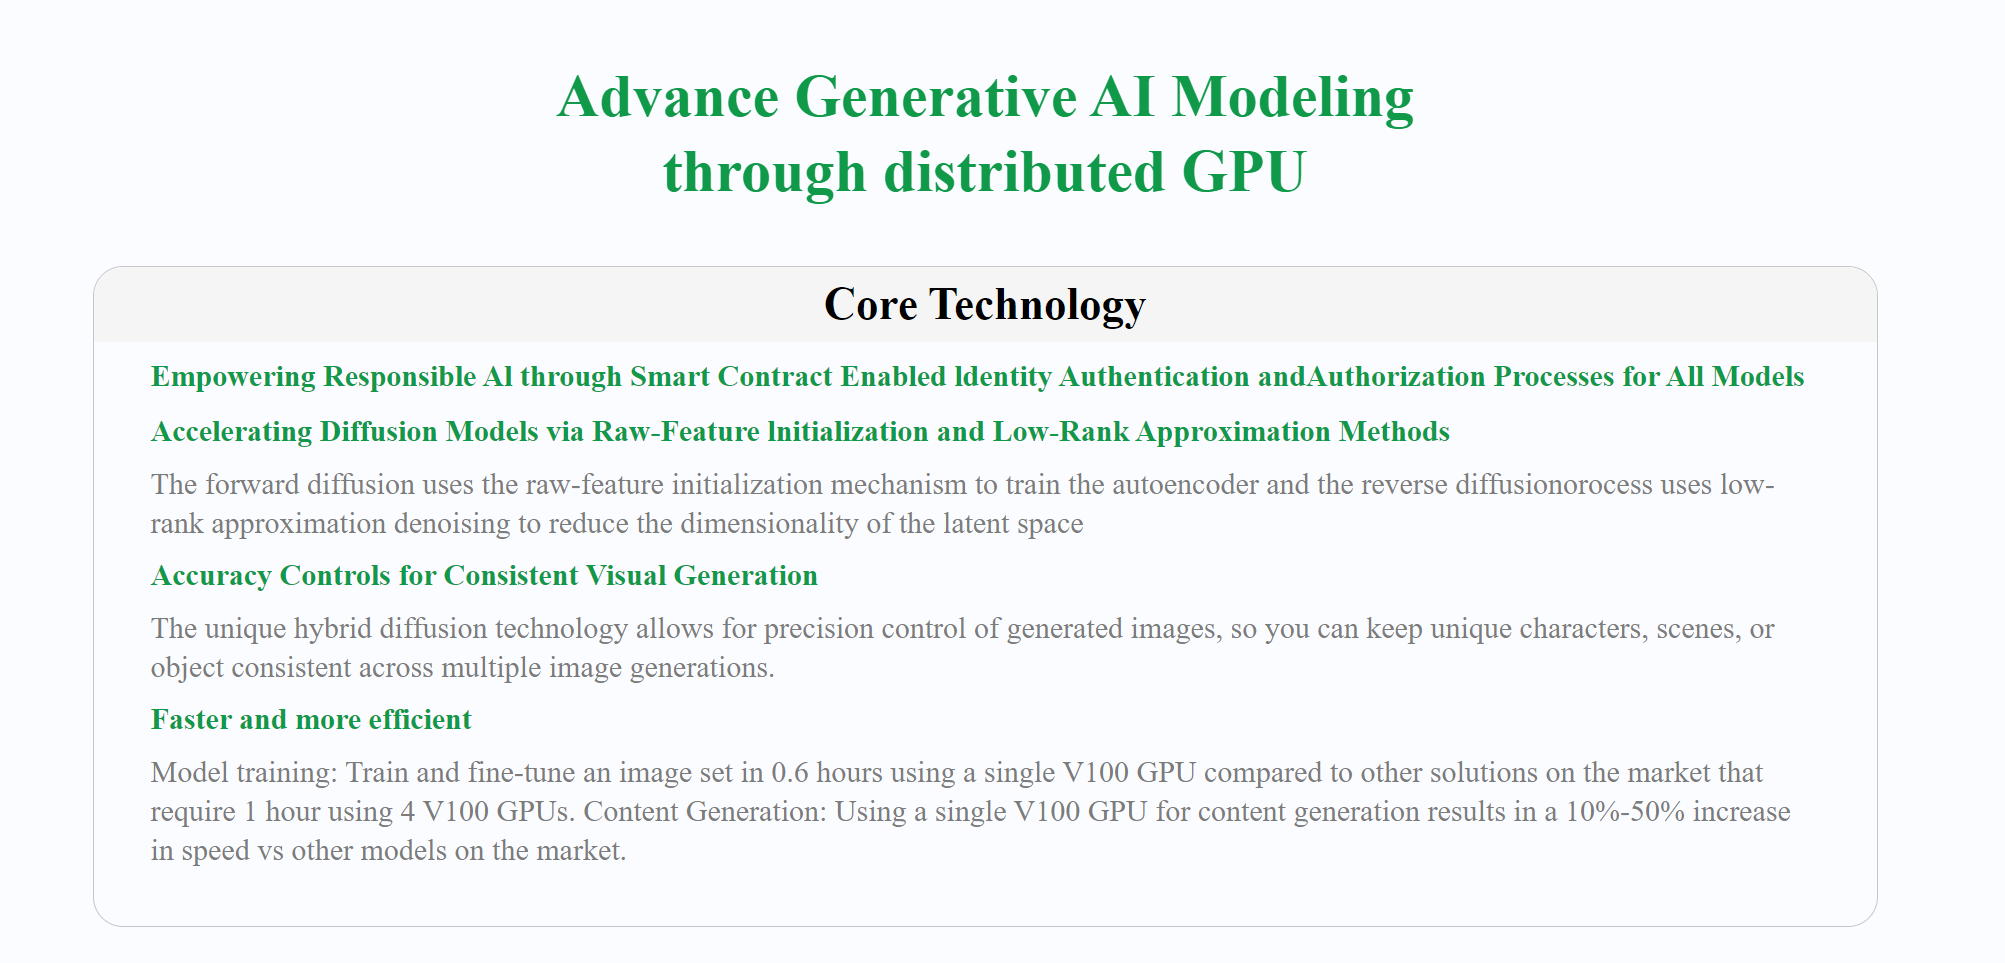 Advance Generative AI Modeling
through distributed GPU
Core Technology
Empowering Responsible Al through Smart Contract Enabled ldentity Authentication andAuthorization Processes for All Models
Accelerating Diffusion Models via Raw-Feature lnitialization and Low-Rank Approximation Methods
The forward diffusion uses the raw-feature initialization mechanism to train the autoencoder and the reverse diffusionorocess uses low-
rank approximation denoising to reduce the dimensionality of the latent space
Accuracy Controls for Consistent Visual Generation
The unique hybrid diffusion technology allows for precision control of generated images, so you can keep unique characters, scenes, or
object consistent across multiple image generations.
Faster and more efficient
Model training: Train and fine-tune an image set in 0.6 hours using a single V100 GPU compared to other solutions on the market that
require 1 hour using 4 V100 GPUs. Content Generation: Using a single V100 GPU for content generation results in a 10%-50% increase
in speed vs other models on the market.